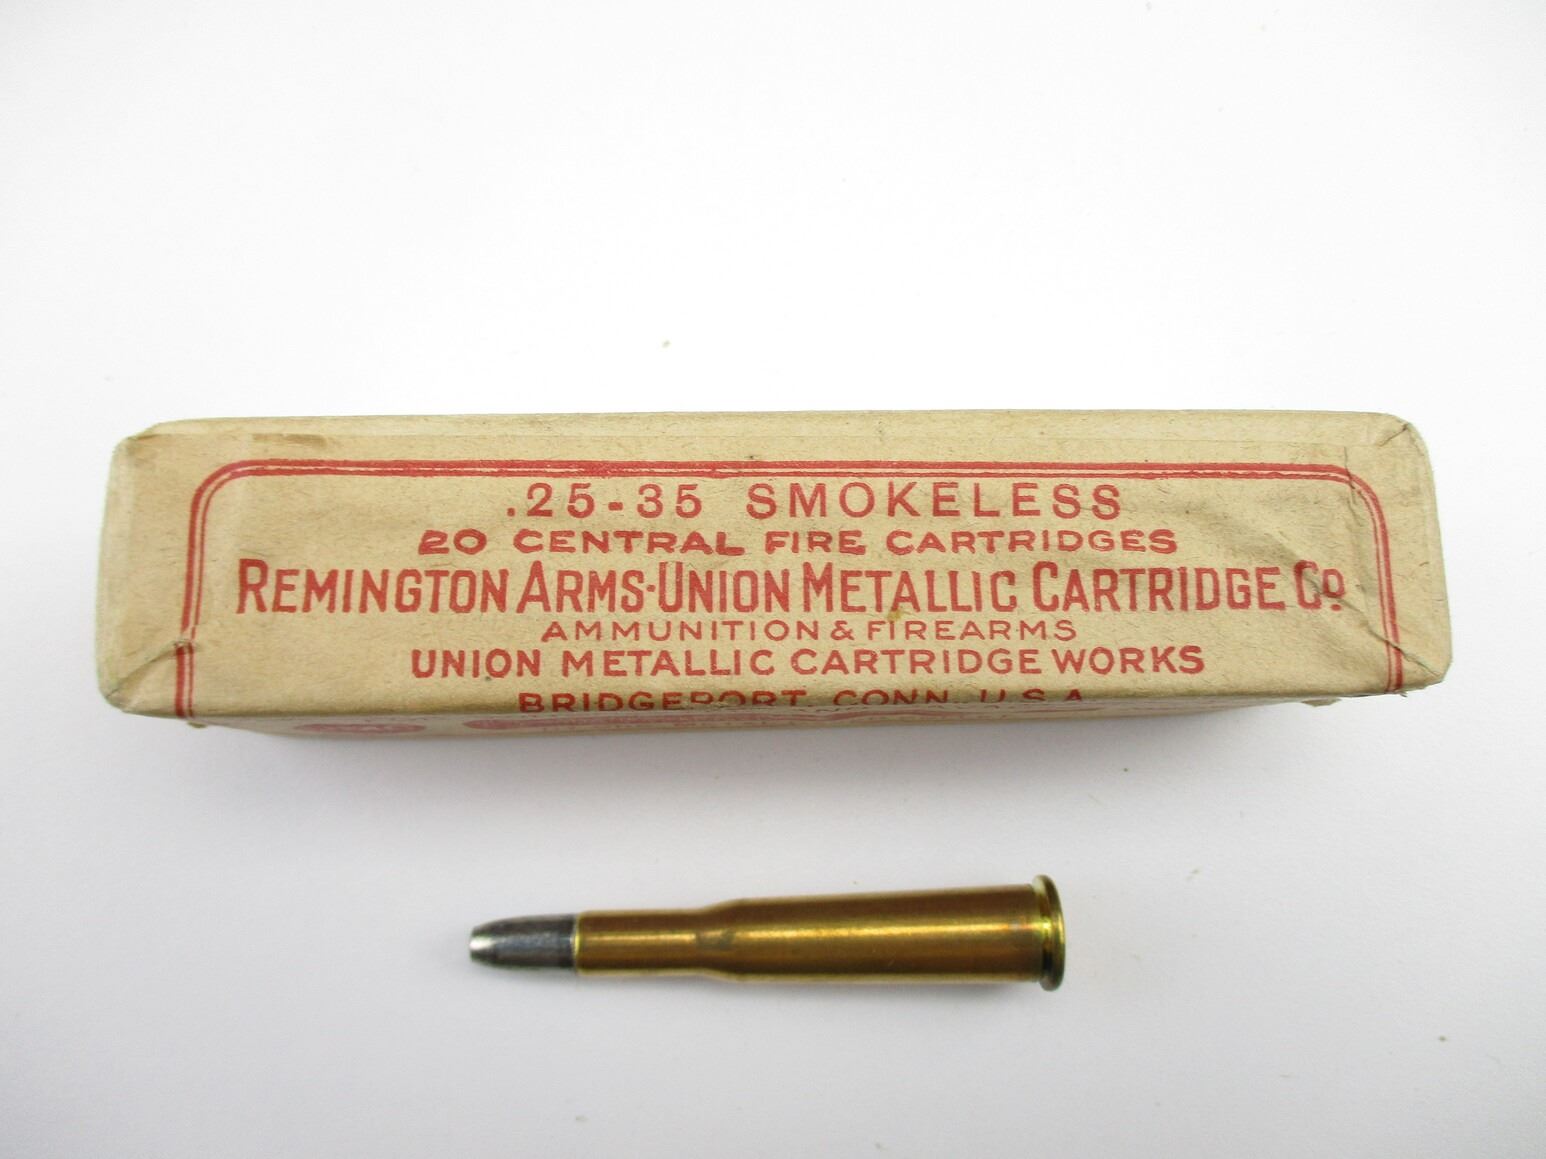 .25-35 SMOKELESS
20 CENTRAL FIRE CARTRIDGES
REMINGTON ARMS-UNION METALLIC CARTRIDGE CO
AMMUNITION & FIREARMS
UNION METALLIC CARTRIDGE WORKS
BRIDGEPORT, CONN. U.S.A.